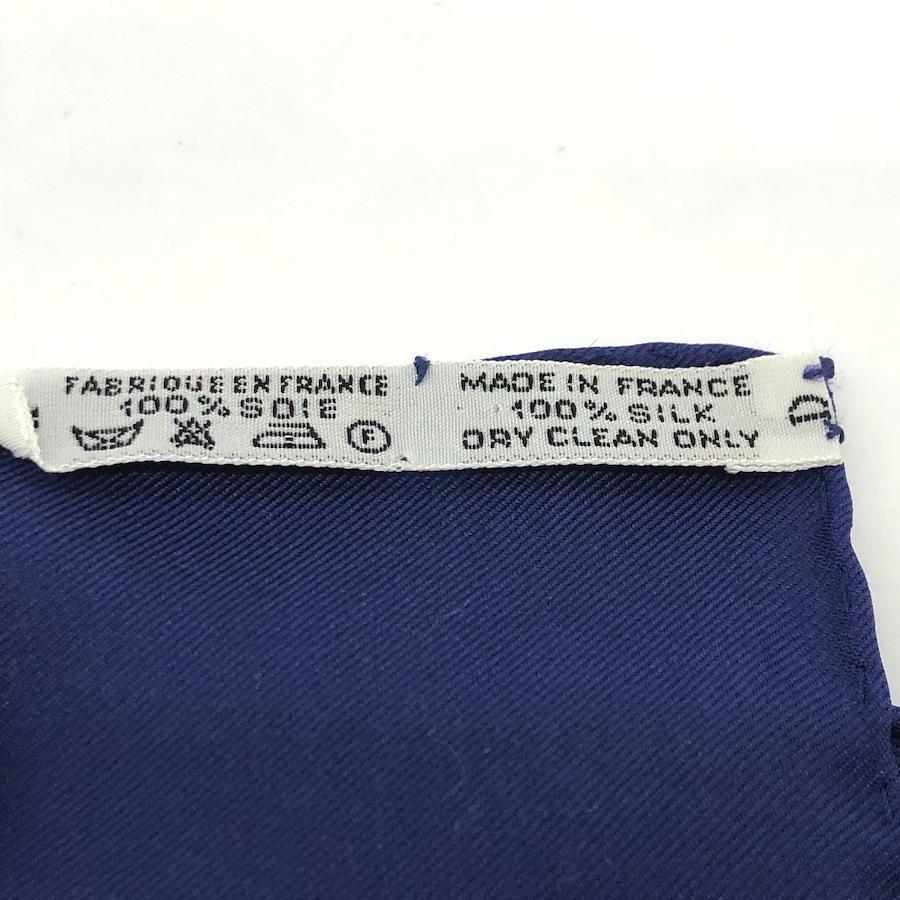 FABRIQUE EN FRANCE
100% SOIE
F
MADE IN FRANCE
100% SILK
DRY CLEAN ONLY